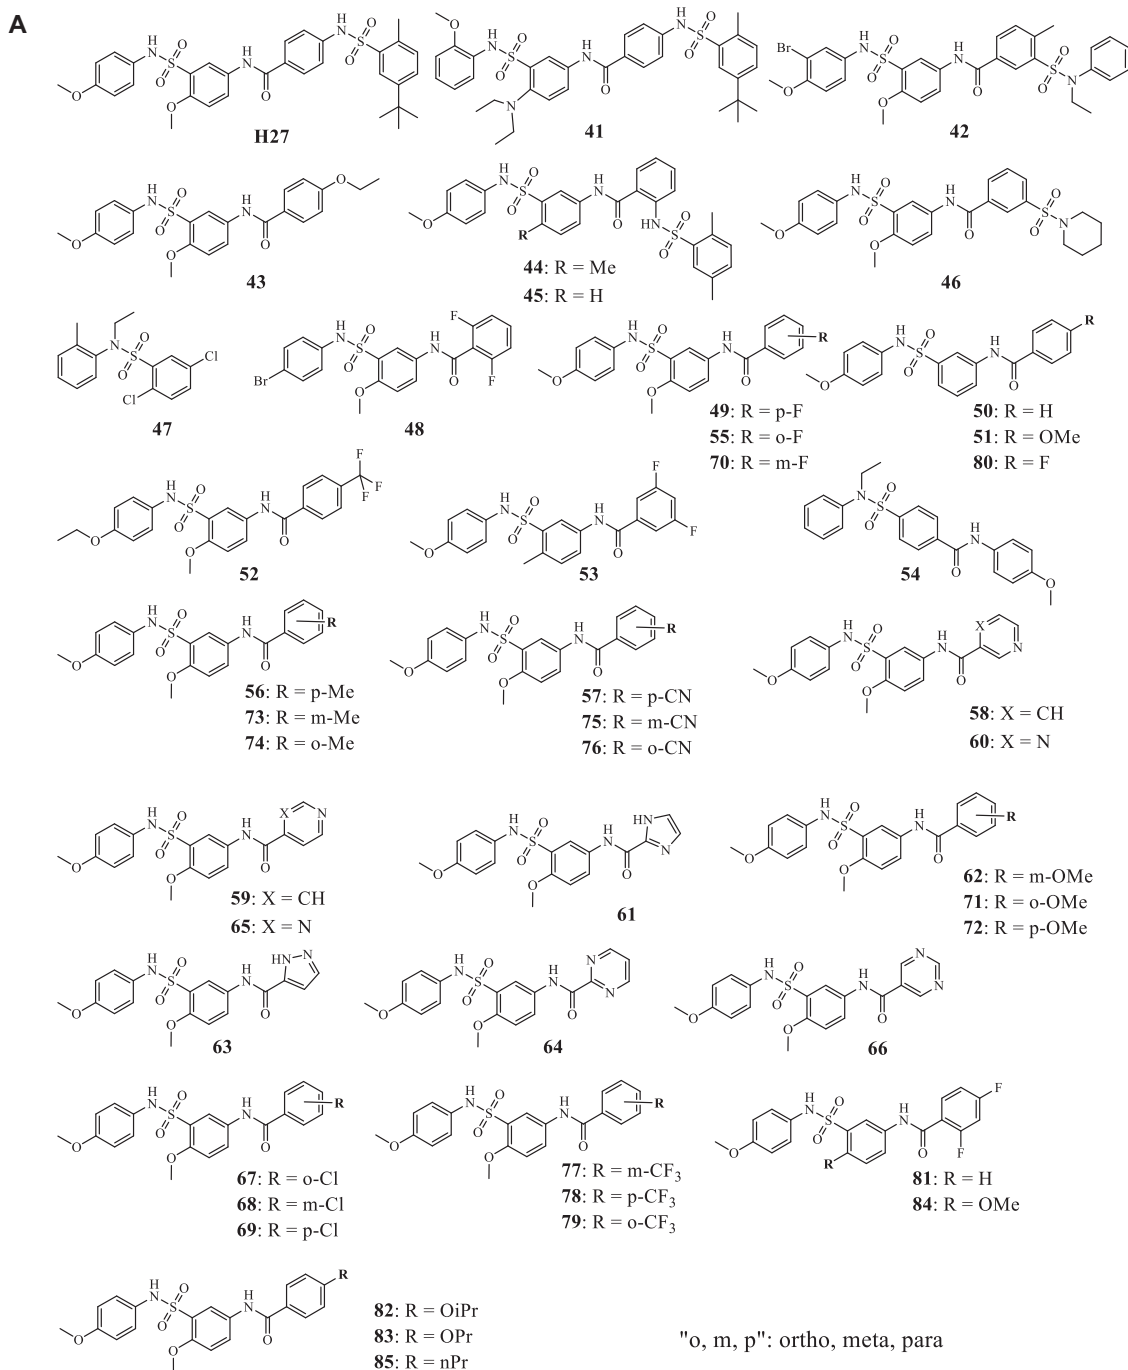 A
H27
41
42
43
44: R = Me
45: R = H
46
47
48
49: R = p-F
55: R = o-F
70: R = m-F
50: R = H
51: R = OMe
80: R = F
52
53
54
56: R = p-Me
73: R = m-Me
74: R = o-Me
57: R = p-CN
75: R = m-CN
76: R = o-CN
58: X = CH
60: X = N
59: X = CH
65: X = N
61
62: R = m-OMe
71: R = o-OMe
72: R = p-OMe
63
64
66
67: R = o-Cl
68: R = m-Cl
69: R = p-Cl
77: R = m-CF3
78: R = p-CF3
79: R = o-CF3
81: R = H
84: R = OMe
82: R = OiPr
83: R = OPr
85: R = nPr
"o, m, p": ortho, meta, para